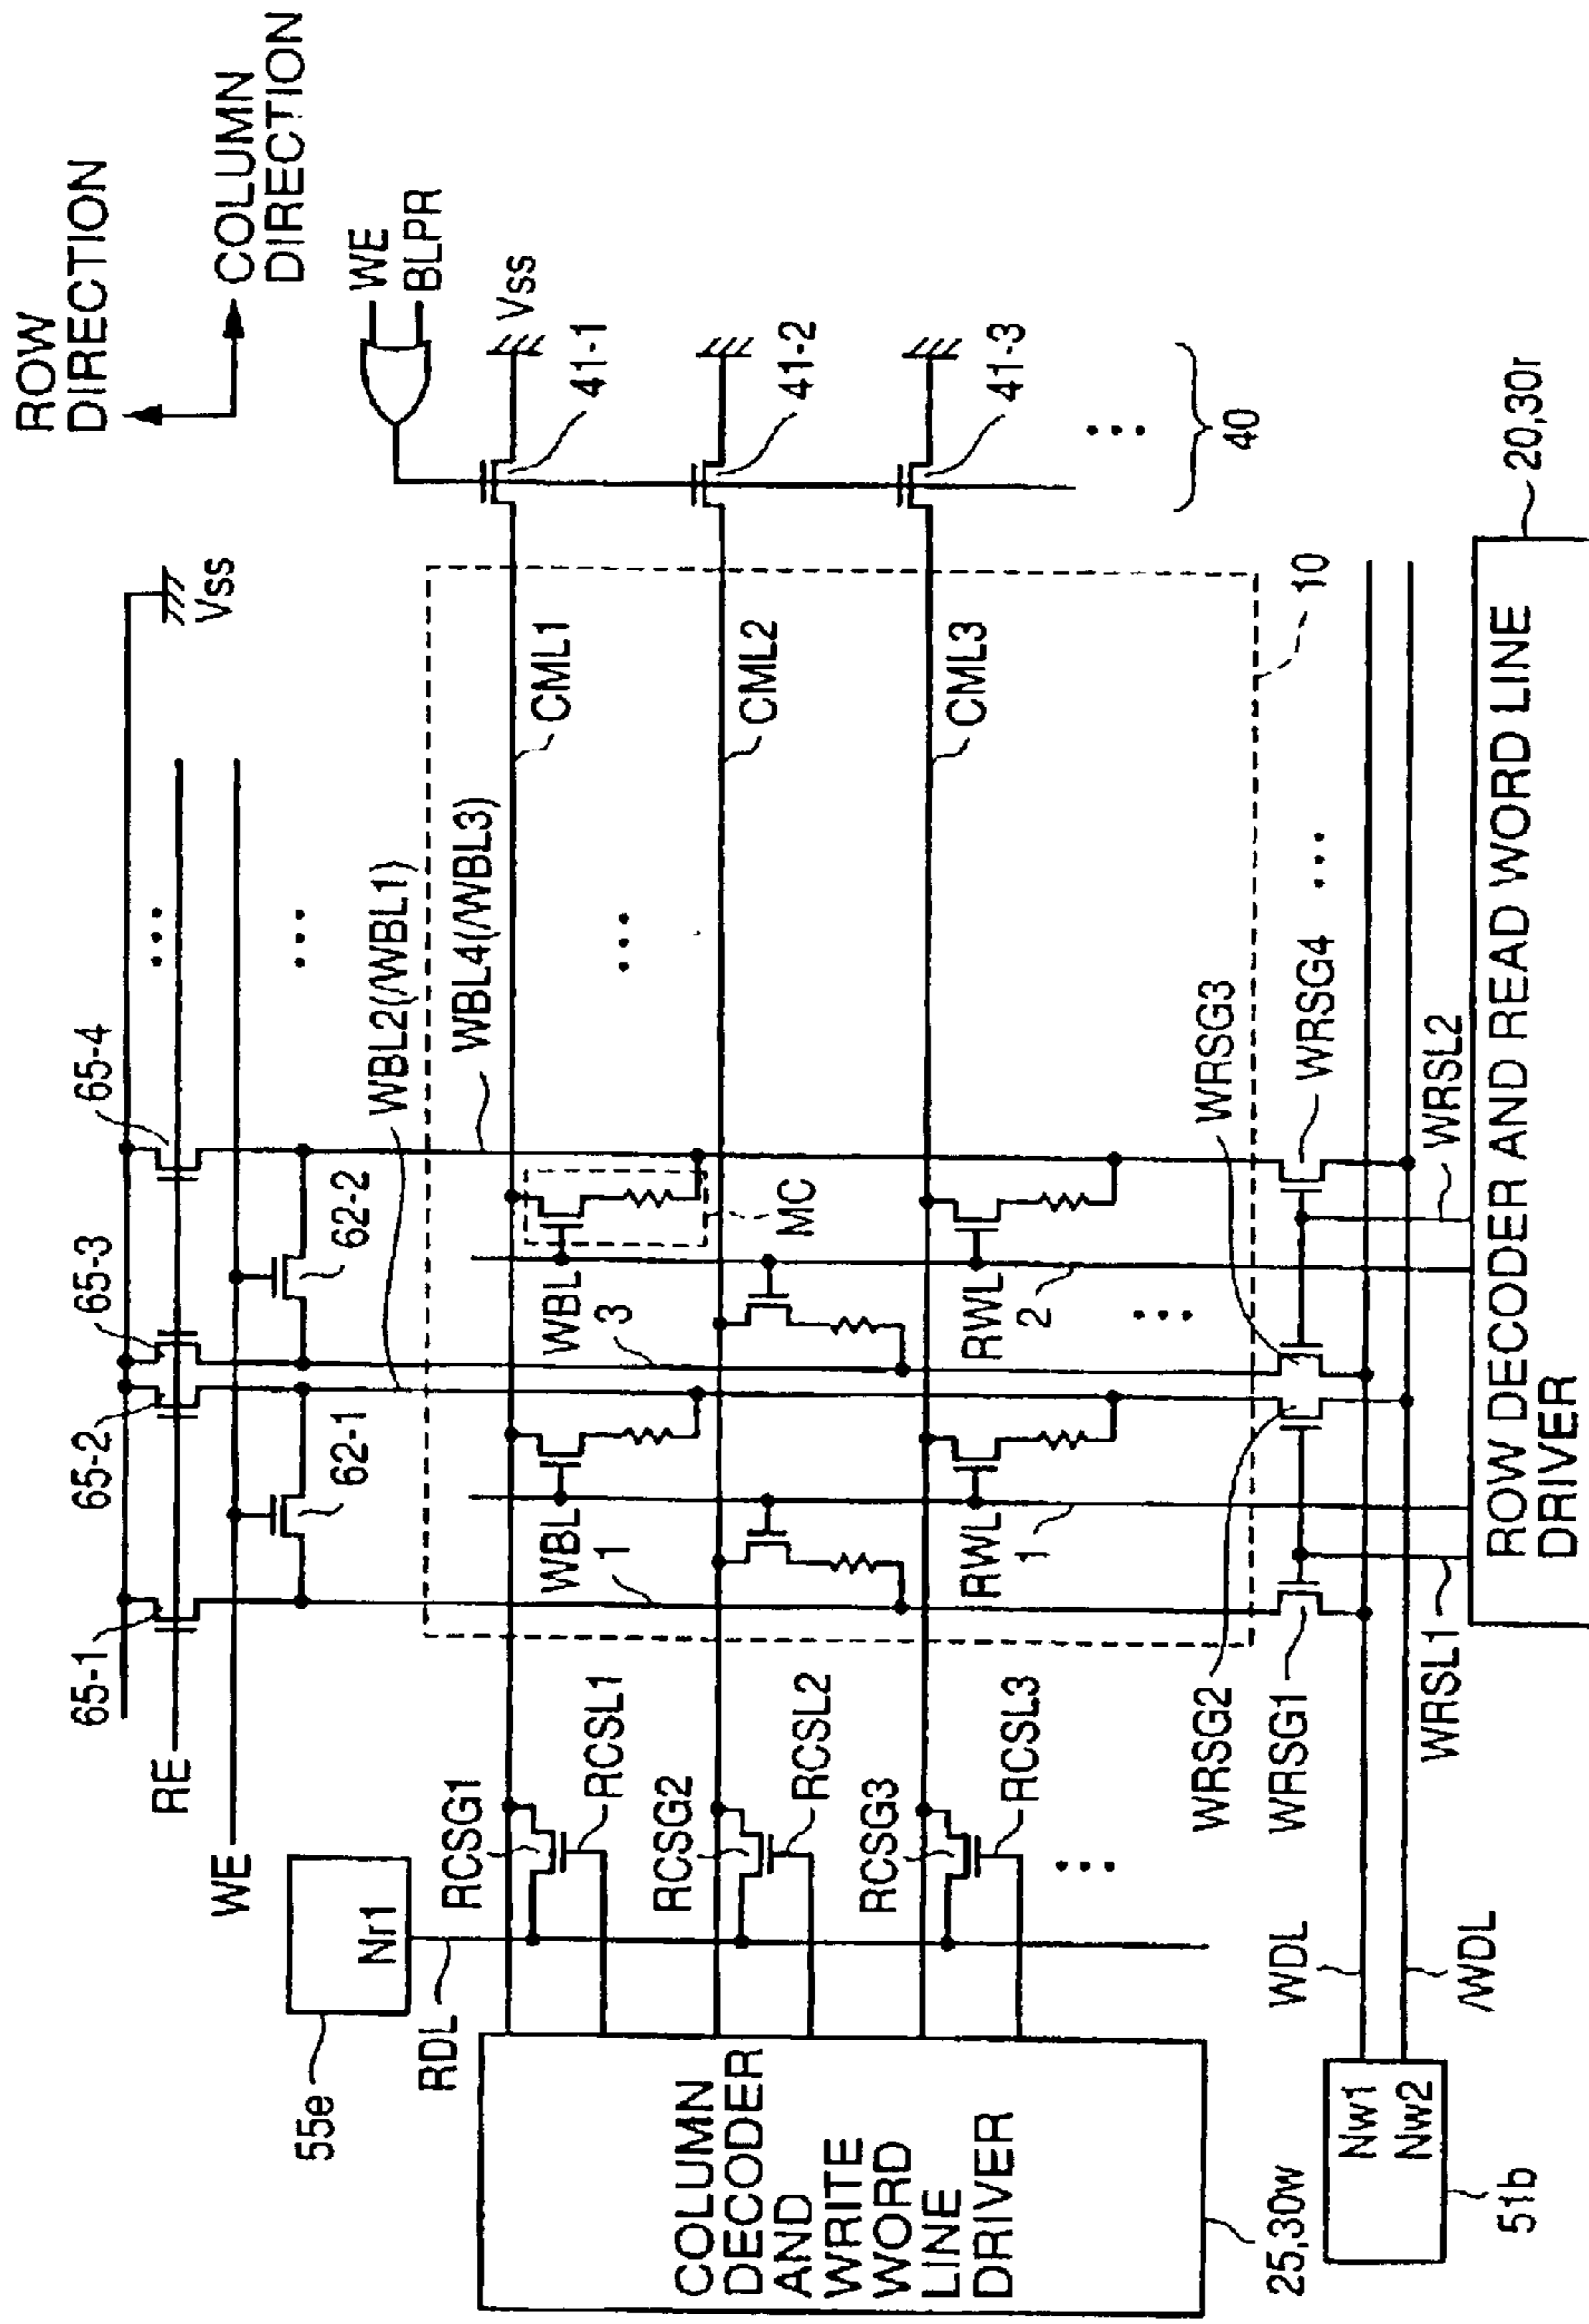 ROW
DIRECTION
COLUMN
DIRECTION
WE
BLPR
Vss
41-1
41-2
41-3
40
Vss
65-1
65-2
65-3
65-4
RE
WE
62-1
62-2
WBL2(/WBL1)
WBL4(/WBL3)
CML1
CML2
CML3
10
MC
WBL
1
WBL
3
RWL
1
RWL
2
55e
Nr1
RDL
RCSG1
RCSL1
RCSG2
RCSL2
RCSG3
RCSL3
COLUMN
DECODER
AND
WRITE
WORD
LINE
DRIVER
25,30w
WRSG1
WRSG2
WRSG3
WRSG4
WRSL1
WRSL2
WDL
/WDL
Nw1
Nw2
51b
ROW DECODER AND READ WORD LINE
DRIVER
20,30r